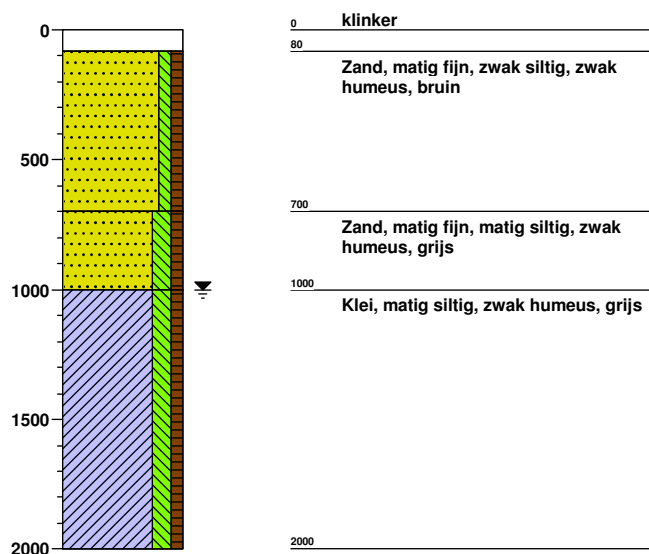 0
500
1000
1500
2000
0 klinker
80
Zand, matig fijn, zwak siltig, zwak
humeus, bruin
700
Zand, matig fijn, matig siltig, zwak
humeus, grijs
1000
Klei, matig siltig, zwak humeus, grijs
2000